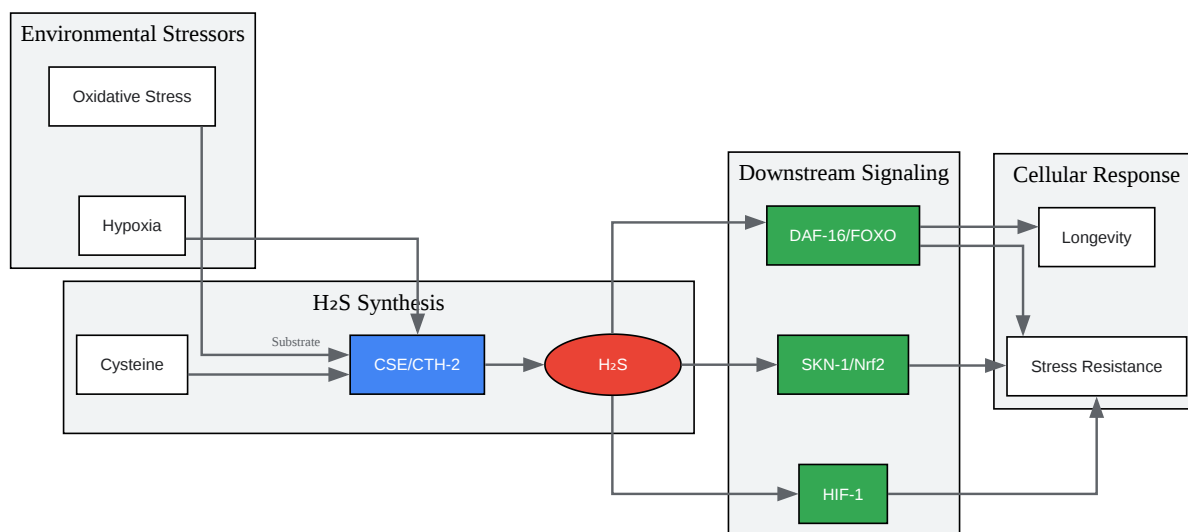 Environmental Stressors
Oxidative Stress
Hypoxia
H₂S Synthesis
Cysteine
Substrate
CSE/CTH-2
H₂S
Downstream Signaling
DAF-16/FOXO
SKN-1/Nrf2
HIF-1
Cellular Response
Longevity
Stress Resistance